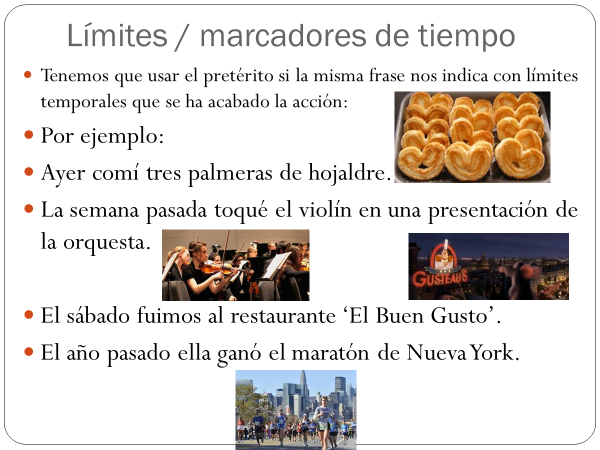 Límites / marcadores de tiempo
Tenemos que usar el pretérito si la misma frase nos indica con límites
temporales que se ha acabado la acción:
Por ejemplo:
Ayer comí tres palmeras de hojaldre.
La semana pasada toqué el violín en una presentación de
la orquesta.
GUSTEAU'S
El sábado fuimos al restaurante ‘El Buen Gusto’.
El año pasado ella ganó el maratón de Nueva York.